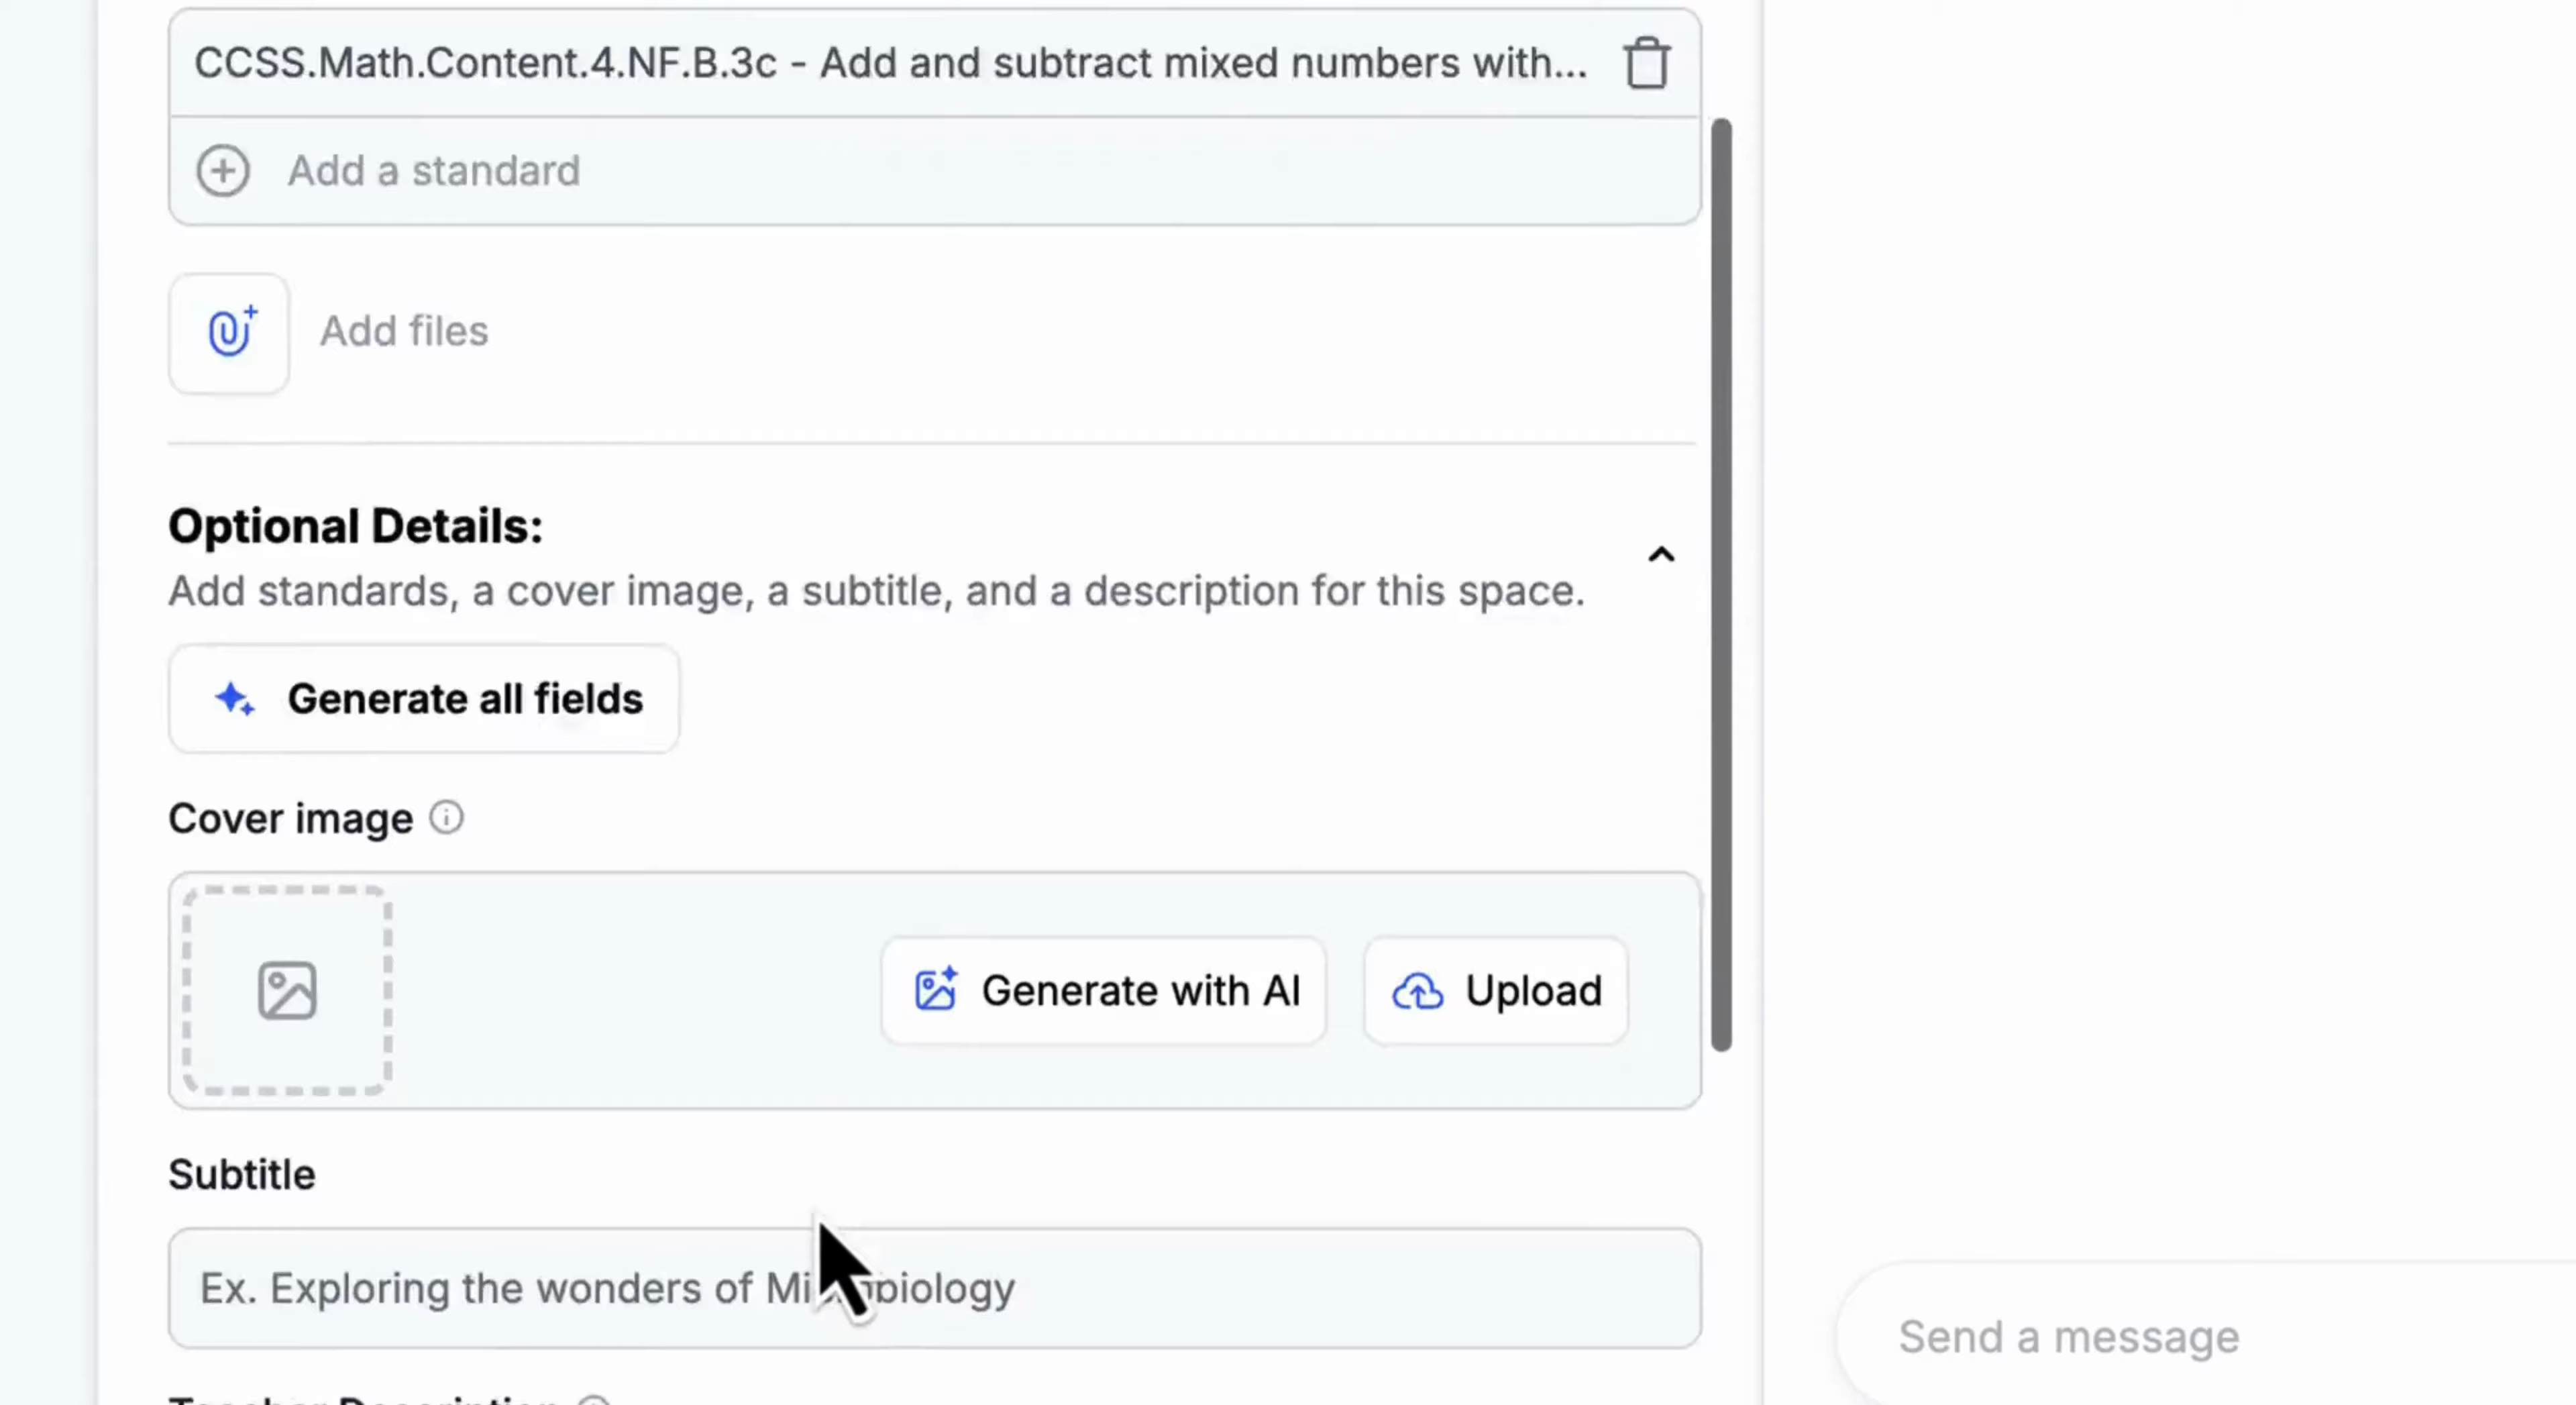 CCSS.Math.Content.4.NF.B.3c - Add and subtract mixed numbers with...
Add a standard
Add files
Optional Details:
Add standards, a cover image, a subtitle, and a description for this space.
Generate all fields
Cover image
Generate with AI
Upload
Subtitle
Ex. Exploring the wonders of
Send a message